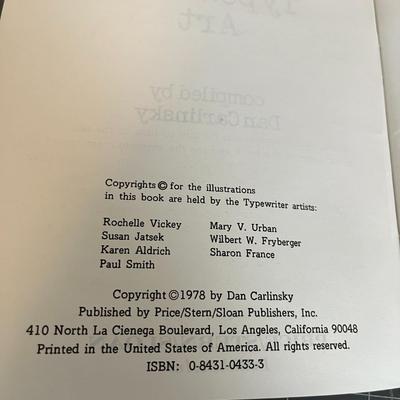 Art
compiled by
Dan Carlinsky
Copyrights © for the illustrations
in this book are held by the Typewriter artists:
Rochelle Vickey
Susan Jatsek
Karen Aldrich
Paul Smith
Mary V. Urban
Wilbert W. Fryberger
Sharon France
Copyright ©1978 by Dan Carlinsky
Published by Price/Stern/Sloan Publishers, Inc.
410 North La Cienega Boulevard, Los Angeles, California 90048
Printed in the United States of America. All rights reserved.
ISBN: 0-8431-0433-3